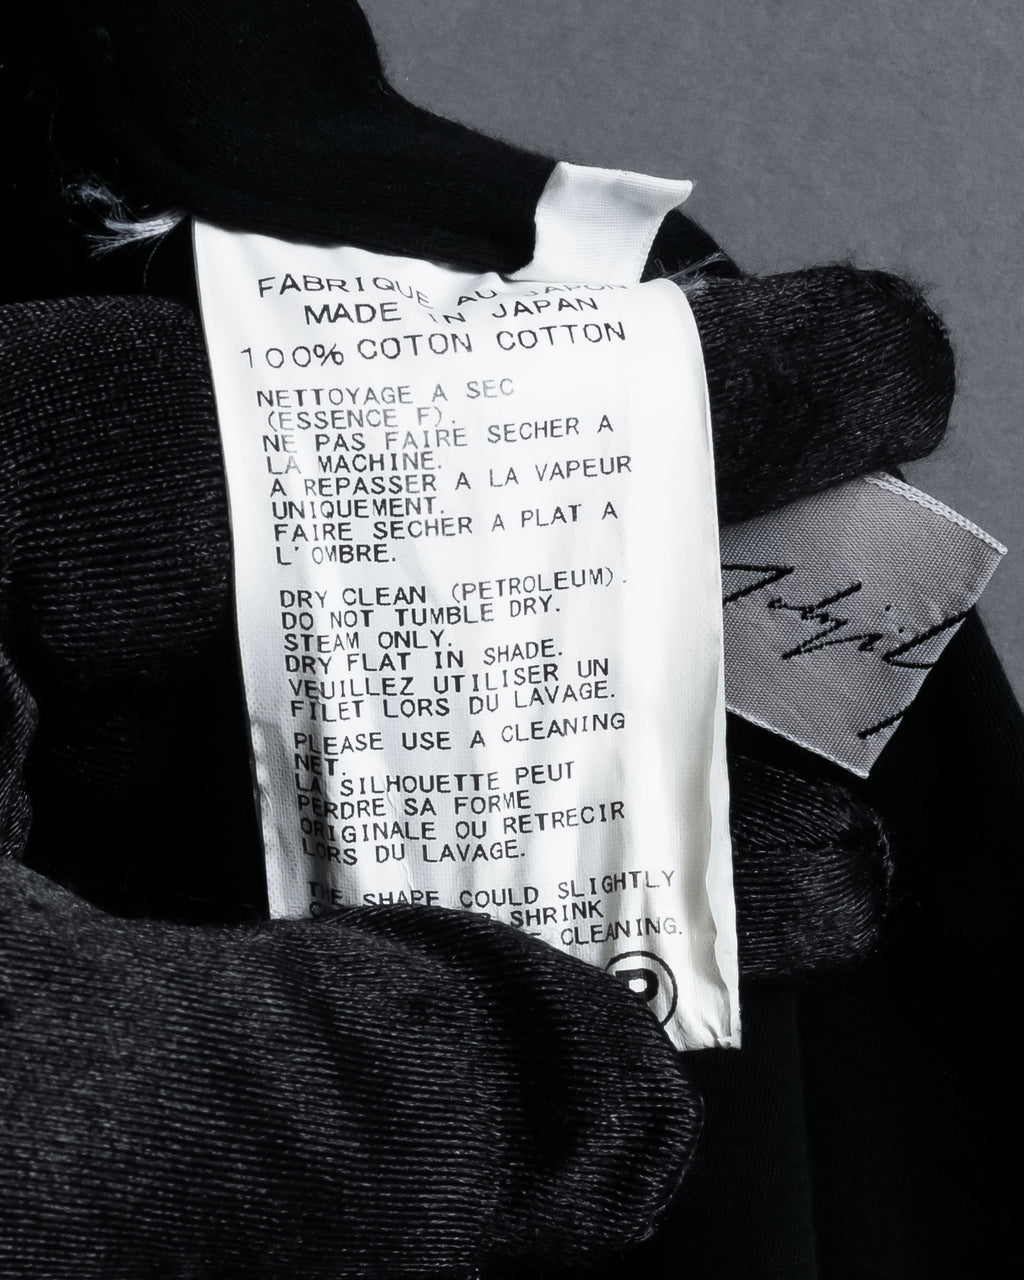 FABRIQUE AU JAPON
MADE IN JAPAN
100% COTON COTTON
NETTOYAGE A SEC
(ESSENCE F).
NE PAS FAIRE SECHER A
LA MACHINE.
A REPASSER A LA VAPEUR
UNIQUEMENT.
FAIRE SECHER A PLAT A
L'OMBRE.
DRY CLEAN (PETROLEUM).
DO NOT TUMBLE DRY.
STEAM ONLY.
DRY FLAT IN SHADE.
VEUILLEZ UTILISER UN
FILET LORS DU LAVAGE.
PLEASE USE A CLEANING
NET.
LA SILHOUETTE PEUT
PERDRE SA FORME
ORIGINALE OU RETRECIR
LORS DU LAVAGE.
THE SHAPE COULD SLIGHTLY
SHRINK
CLEANING.
P